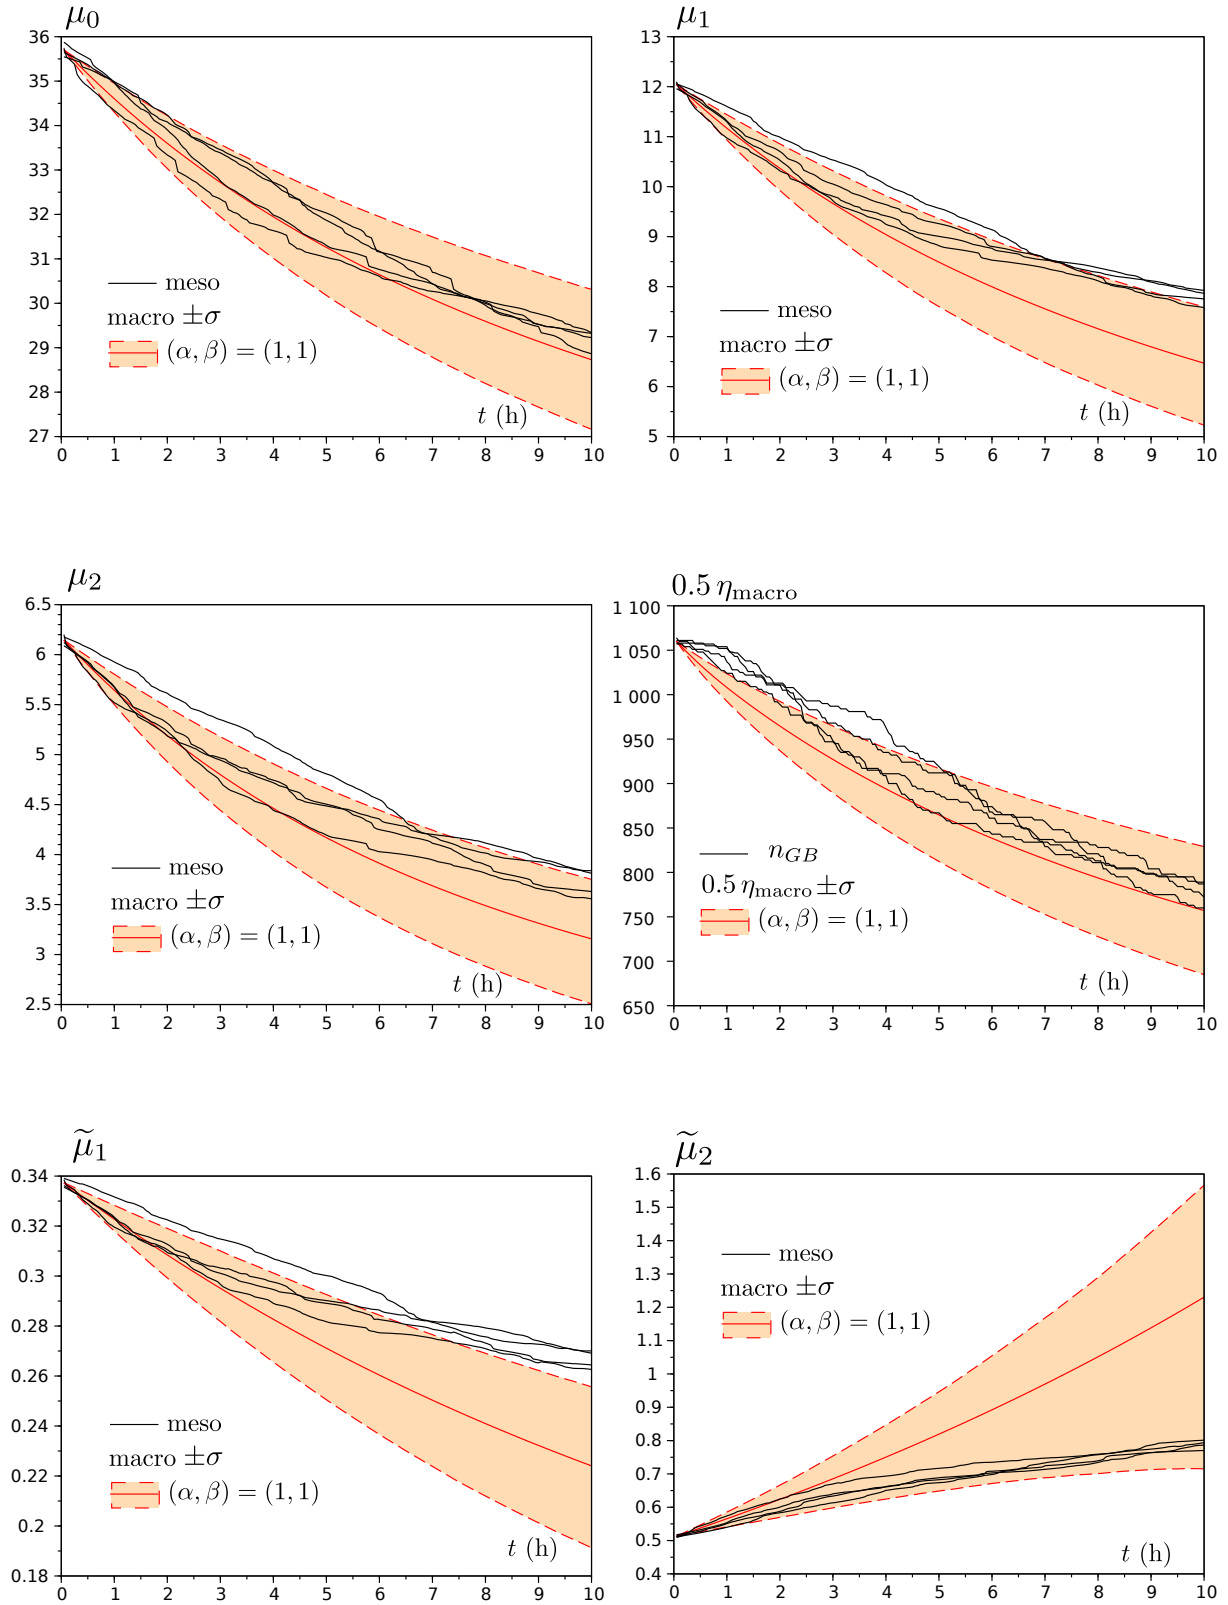 μ₀
36
35
34
33
32
31
30
29
28
27
0 1 2 3 4 5 6 7 8 9 10
meso
macro ±σ
(α, β) = (1, 1)
t (h)
μ₁
13
12
11
10
9
8
7
6
5
0 1 2 3 4 5 6 7 8 9 10
meso
macro ±σ
(α, β) = (1, 1)
t (h)
μ₂
6.5
6
5.5
5
4.5
4
3.5
3
2.5
0 1 2 3 4 5 6 7 8 9 10
meso
macro ±σ
(α, β) = (1, 1)
t (h)
0.5 η_macro
1 100
1 050
1 000
950
900
850
800
750
700
650
0 1 2 3 4 5 6 7 8 9 10
n_GB
0.5 η_macro ±σ
(α, β) = (1, 1)
t (h)
μ̃₁
0.34
0.32
0.3
0.28
0.26
0.24
0.22
0.2
0.18
0 1 2 3 4 5 6 7 8 9 10
meso
macro ±σ
(α, β) = (1, 1)
t (h)
μ̃₂
1.6
1.5
1.4
1.3
1.2
1.1
1
0.9
0.8
0.7
0.6
0.5
0.4
0 1 2 3 4 5 6 7 8 9 10
meso
macro ±σ
(α, β) = (1, 1)
t (h)